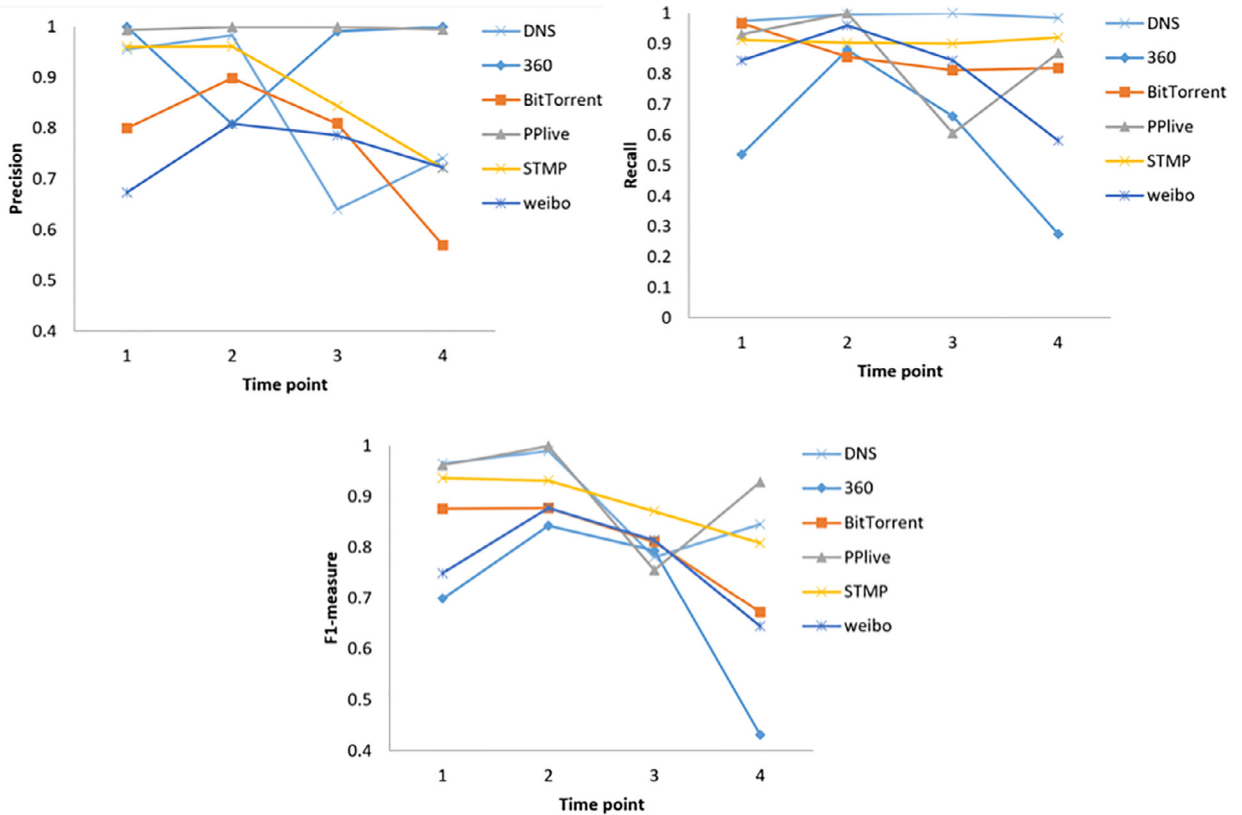 1
0.9
0.8
0.7
0.6
0.5
0.4
Precision
1 2 3 4
Time point
DNS
360
BitTorrent
PPlive
STMP
weibo
1
0.9
0.8
0.7
0.6
0.5
0.4
0.3
0.2
0.1
0
Recall
1 2 3 4
Time point
DNS
360
BitTorrent
PPlive
STMP
weibo
1
0.9
0.8
0.7
0.6
0.5
0.4
F1-measure
1 2 3 4
Time point
DNS
360
BitTorrent
PPlive
STMP
weibo